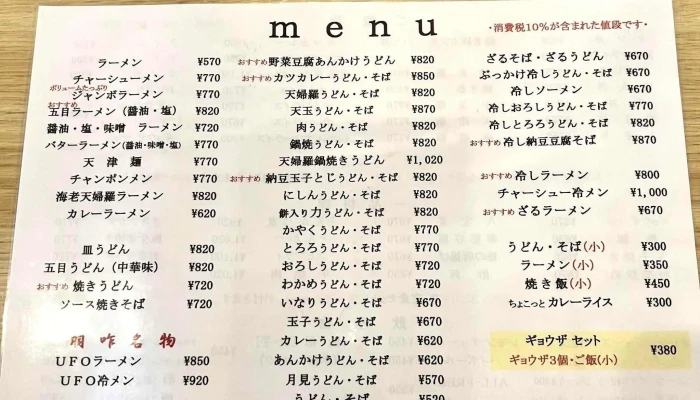 menu
・消費税10%が含まれた値段です・
ラーメン ¥570
チャーシューメン ¥770
ボリュームたっぷり
ジャンボラーメン ¥770
おすすめ
五目ラーメン（醤油・塩） ¥820
醤油・塩・味噌 ラーメン ¥720
バターラーメン(醤油・味噌・塩) ¥770
天津麺 ¥770
チャンポンメン ¥770
海老天婦羅ラーメン ¥820
カレーラーメン ¥620
皿うどん ¥820
五目うどん（中華味） ¥820
おすすめ 焼きうどん ¥720
ソース焼きそば ¥720
羽咋名物
UFOラーメン ¥850
UFO冷メン ¥920
おすすめ 野菜豆腐あんかけうどん ¥820
おすすめ カツカレーうどん・そば ¥850
天婦羅うどん・そば ¥820
天玉うどん・そば ¥870
肉うどん・そば ¥820
鍋焼うどん・そば ¥820
天婦羅鍋焼きうどん ¥1,020
おすすめ 納豆玉子とじうどん・そば ¥820
にしんうどん・そば ¥820
餅入り力うどん・そば ¥820
かやくうどん・そば ¥770
とろろうどん・そば ¥770
おろしうどん・そば ¥720
わかめうどん・そば ¥720
いなりうどん・そば ¥670
玉子うどん・そば ¥670
カレーうどん・そば ¥620
あんかけうどん・そば ¥620
月見うどん・そば ¥570
うどん・そば ¥520
ざるそば・ざるうどん ¥670
ぶっかけ冷しうどん・そば ¥670
冷しソーメン ¥670
冷しおろしうどん・そば ¥770
冷しとろろうどん・そば ¥820
おすすめ 冷し納豆豆腐そば ¥870
おすすめ 冷しラーメン ¥800
チャーシュー冷メン ¥1,000
おすすめ ざるラーメン ¥670
うどん・そば(小) ¥300
ラーメン(小) ¥350
焼き飯(小) ¥450
ちょこっとカレーライス ¥300
ギョウザ セット ¥380
ギョウザ3個・ご飯(小)